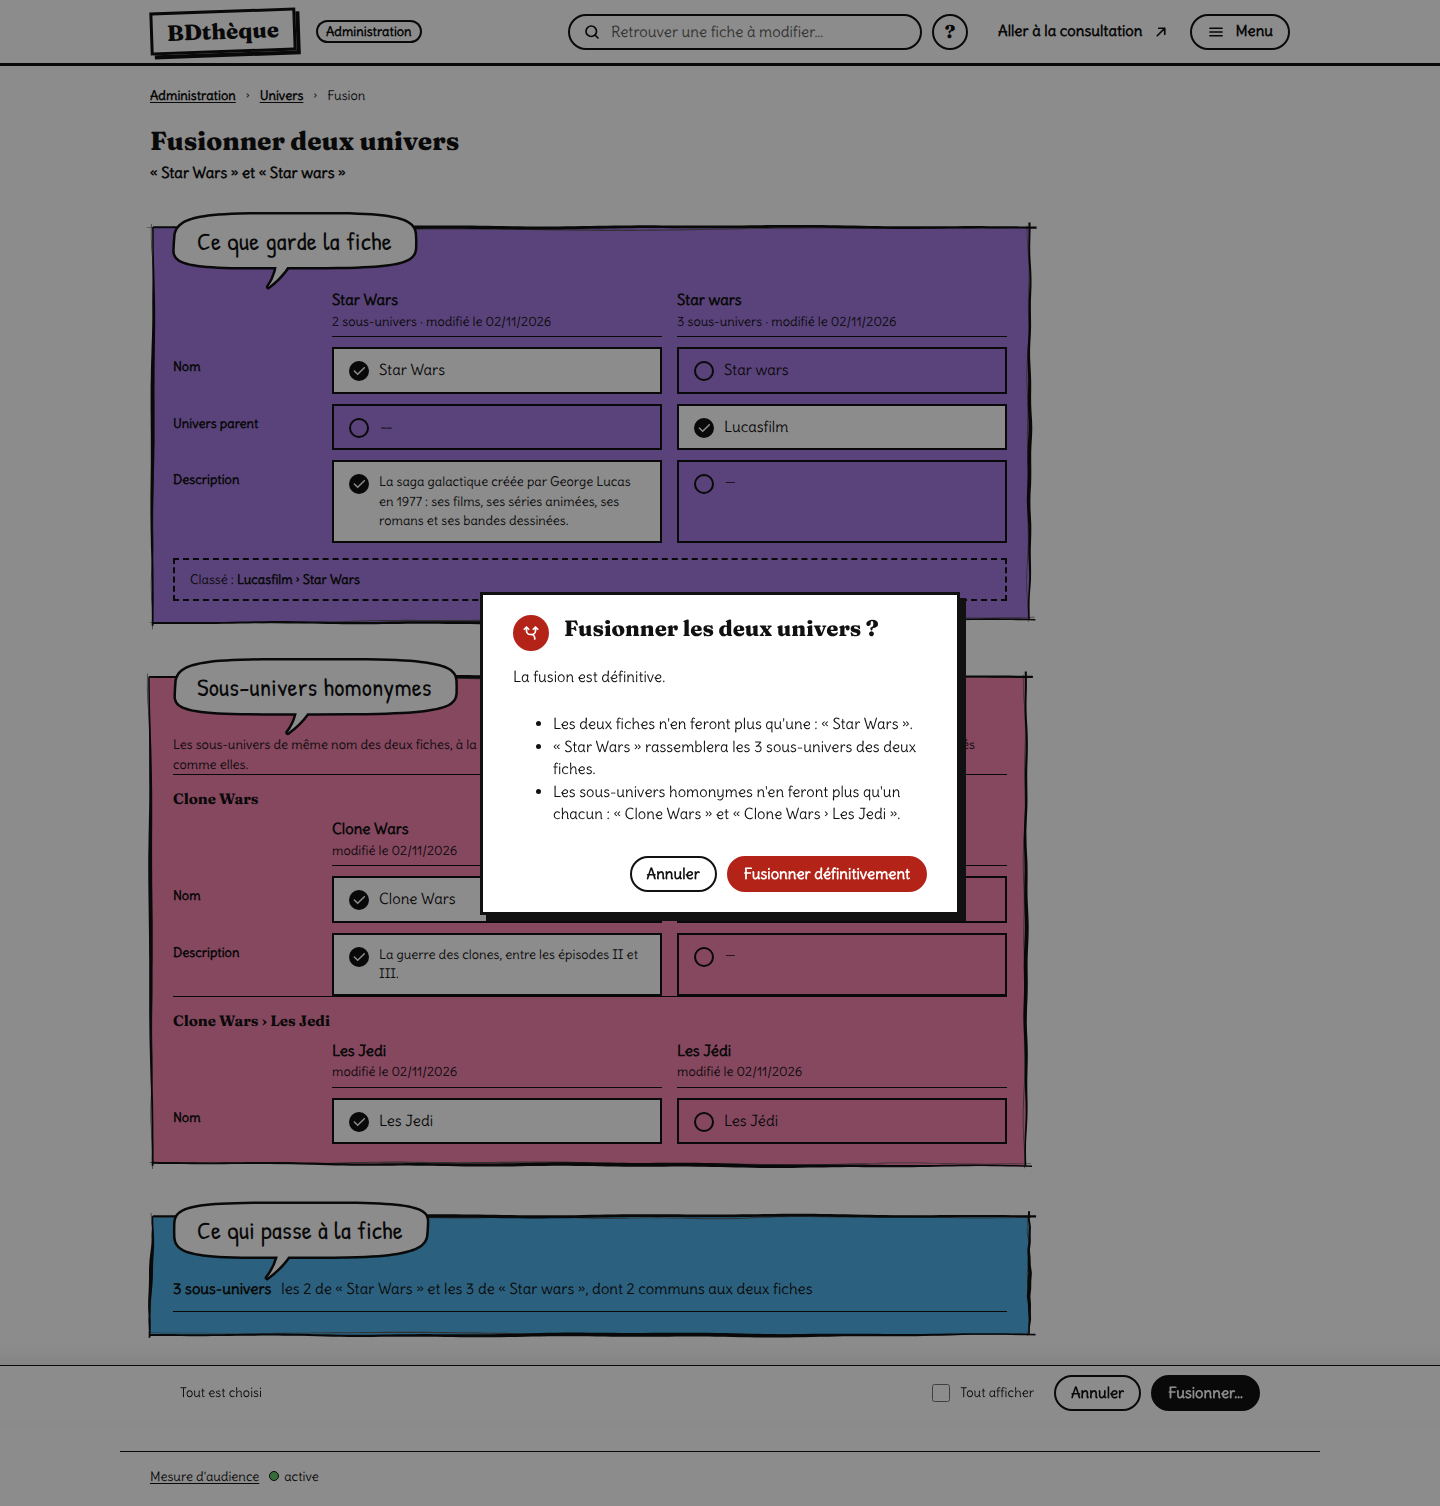 BDthèque
Administration
Retrouver une fiche à modifier...
?
Aller à la consultation
Menu
Administration › Univers › Fusion
Fusionner deux univers
« Star Wars » et « Star wars »
Ce que garde la fiche
Star Wars
2 sous-univers · modifié le 02/11/2026
Star wars
3 sous-univers · modifié le 02/11/2026
Nom
Star Wars
Star wars
Univers parent
—
Lucasfilm
Description
La saga galactique créée par George Lucas
en 1977 : ses films, ses séries animées, ses
romans et ses bandes dessinées.
—
Classé : Lucasfilm › Star Wars
Fusionner les deux univers ?
La fusion est définitive.
• Les deux fiches n'en feront plus qu'une : « Star Wars ».
• « Star Wars » rassemblera les 3 sous-univers des deux
fiches.
• Les sous-univers homonymes n'en feront plus qu'un
chacun : « Clone Wars » et « Clone Wars › Les Jedi ».
Annuler
Fusionner définitivement
Sous-univers homonymes
Les sous-univers de même nom des deux fiches, à la
comme elles.
Clone Wars
Clone Wars
modifié le 02/11/2026
Nom
Clone Wars
Description
La guerre des clones, entre les épisodes II et
III.
—
Clone Wars › Les Jedi
Les Jedi
modifié le 02/11/2026
Les Jédi
modifié le 02/11/2026
Nom
Les Jedi
Les Jédi
Ce qui passe à la fiche
3 sous-univers les 2 de « Star Wars » et les 3 de « Star wars », dont 2 communs aux deux fiches
Tout est choisi
Tout afficher
Annuler
Fusionner...
Mesure d'audience
active